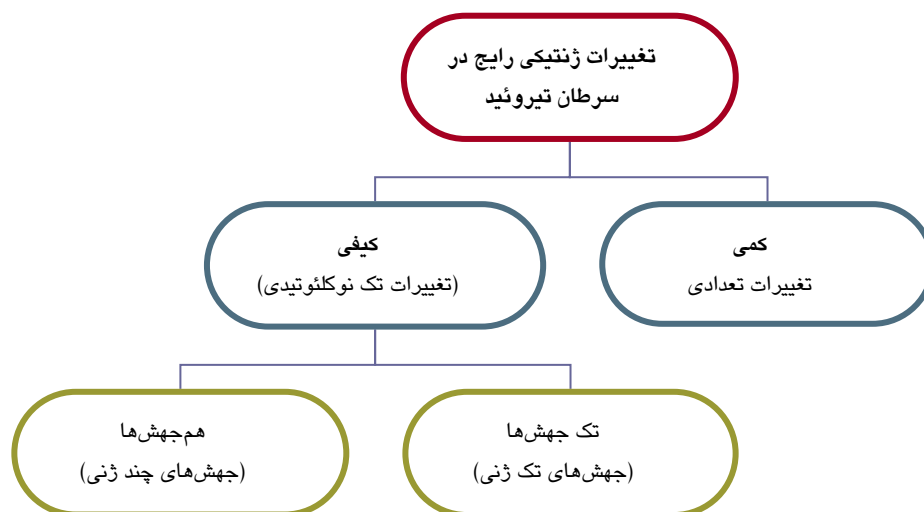 تغییرات ژنتیکی رایج در
سرطان تیروئید
کمی
تغییرات تعدادی
کیفی
(تغییرات تک نوکلئوتیدی)
تک جهش‌ها
(جهش‌های تک ژنی)
هم‌جهش‌ها
(جهش‌های چند ژنی)